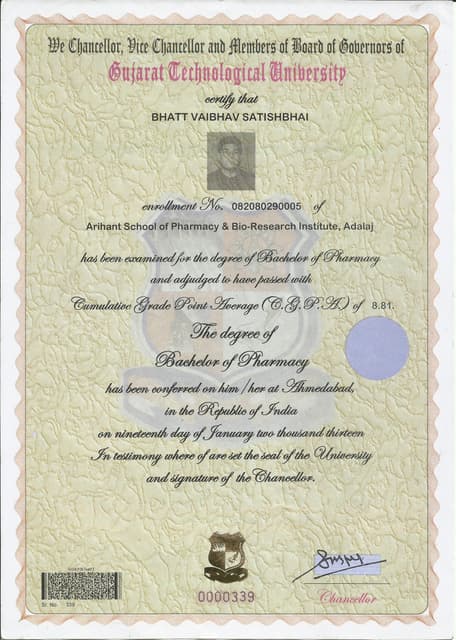 We Chancellor, Vice Chancellor and Members of Board of Governors of
Gujarat Technological University
certify that
BHATT VAIBHAV SATISHBHAI
enrollment No. 082080290005 of
Arihant School of Pharmacy & Bio-Research Institute, Adalaj
has been examined for the degree of Bachelor of Pharmacy
and adjudged to have passed with
Cumulative Grade Point Average (C.G.P.A.) of 8.81.
The degree of
Bachelor of Pharmacy
has been conferred on him / her at Ahmedabad,
in the Republic of India
on nineteenth day of January two thousand thirteen
In testimony where of are set the seal of the University
and signature of the Chancellor.
Sr. No. 339
0000339
Chancellor